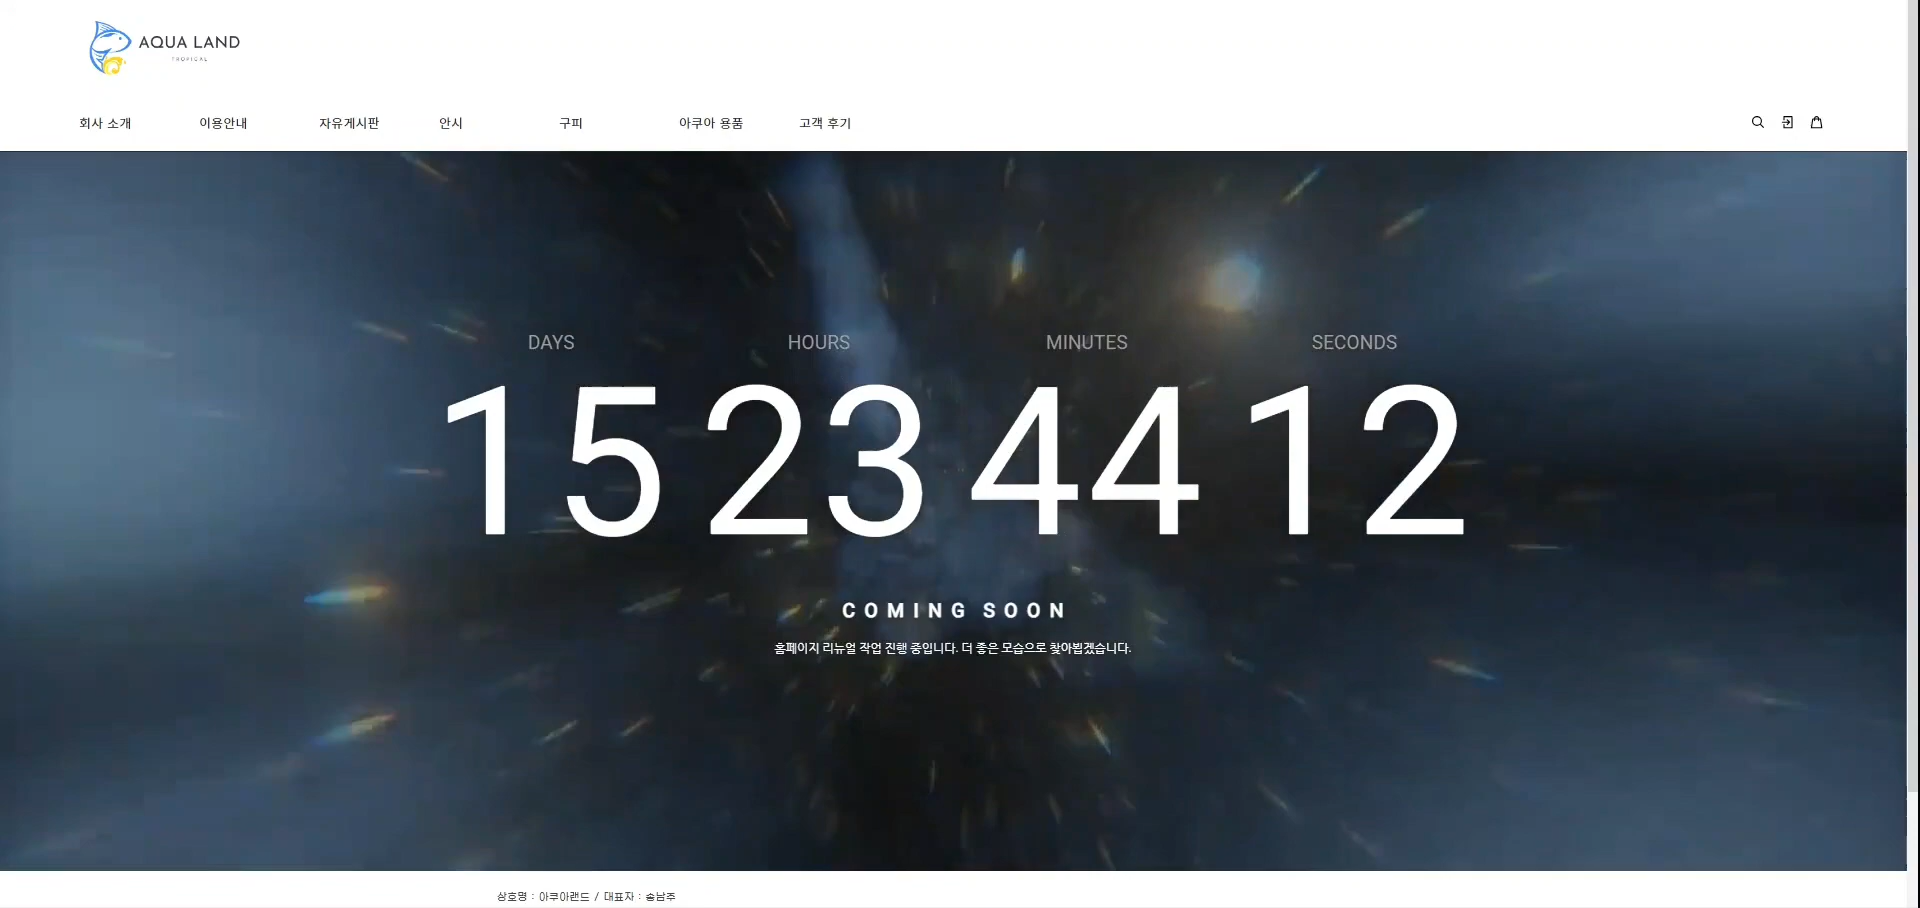 AQUA LAND
TROPICAL
회사 소개 이용안내 자유게시판 안시 구피 아쿠아 용품 고객 후기
DAYS HOURS MINUTES SECONDS
15 23 44 12
COMING SOON
홈페이지 리뉴얼 작업 진행 중입니다. 더 좋은 모습으로 찾아뵙겠습니다.
상호명 : 아쿠아랜드 / 대표자 : 송남주